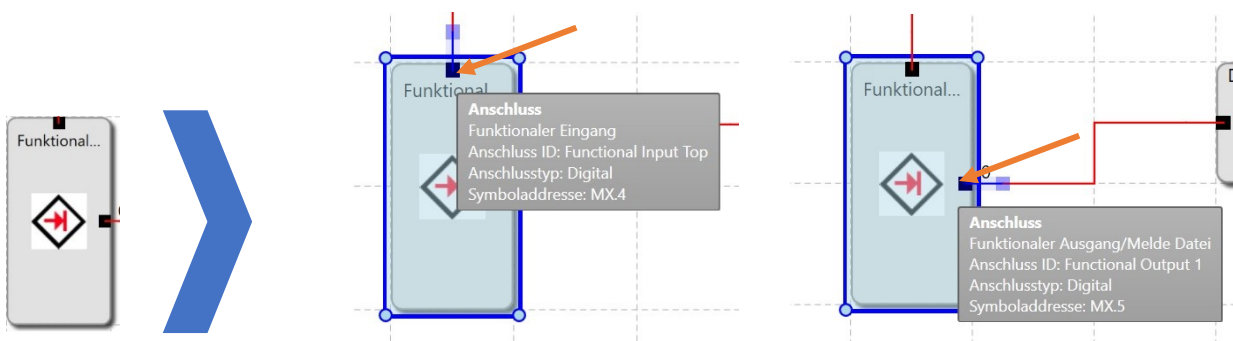 Funktional...
Funktional...
Anschluss
Funktionaler Eingang
Anschluss ID: Functional Input Top
Anschlusstyp: Digital
Symboladdresse: MX.4
Funktional...
Anschluss
Funktionaler Ausgang/Melde Datei
Anschluss ID: Functional Output 1
Anschlusstyp: Digital
Symboladdresse: MX.5